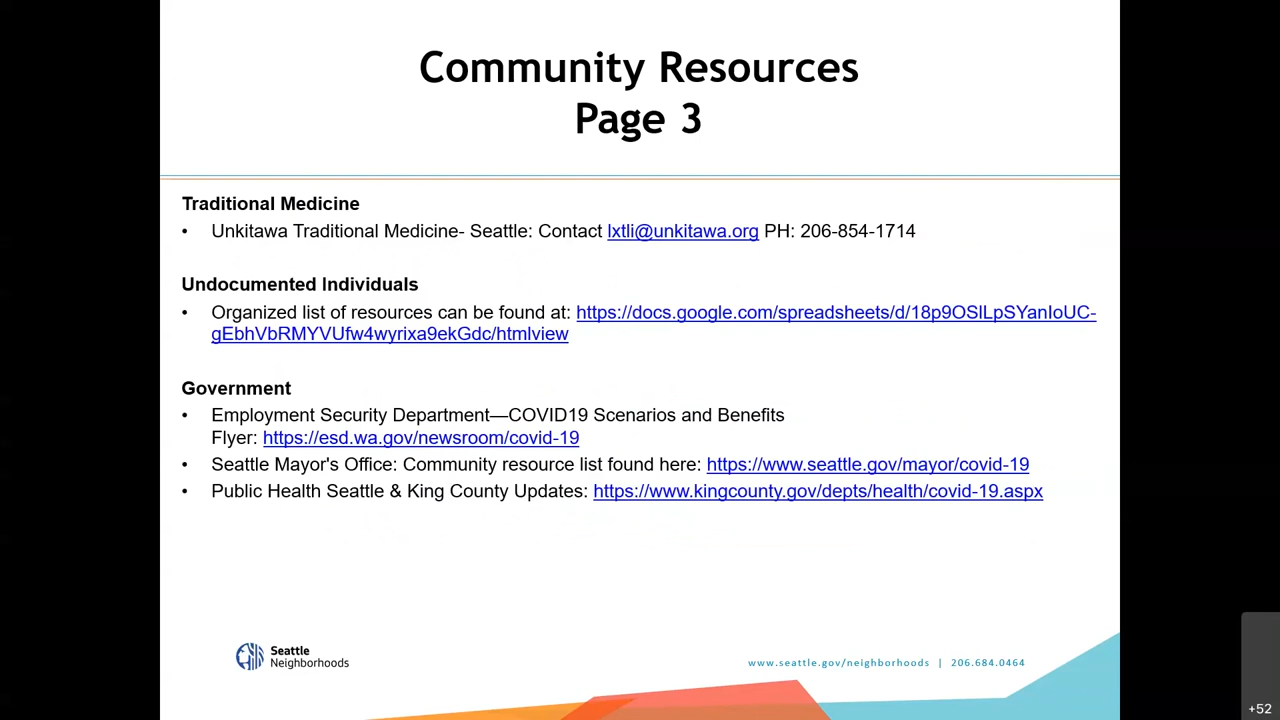 Community Resources
Page 3
Traditional Medicine
• Unkitawa Traditional Medicine- Seattle: Contact lxtli@unkitawa.org PH: 206-854-1714
Undocumented Individuals
• Organized list of resources can be found at: https://docs.google.com/spreadsheets/d/18p9OSlLpSYanIoUC-
gEbhVbRMYVUfw4wyrixa9ekGdc/htmlview
Government
• Employment Security Department—COVID19 Scenarios and Benefits
Flyer: https://esd.wa.gov/newsroom/covid-19
• Seattle Mayor's Office: Community resource list found here: https://www.seattle.gov/mayor/covid-19
• Public Health Seattle & King County Updates: https://www.kingcounty.gov/depts/health/covid-19.aspx
Seattle
Neighborhoods
www.seattle.gov/neighborhoods | 206.684.0464
+52